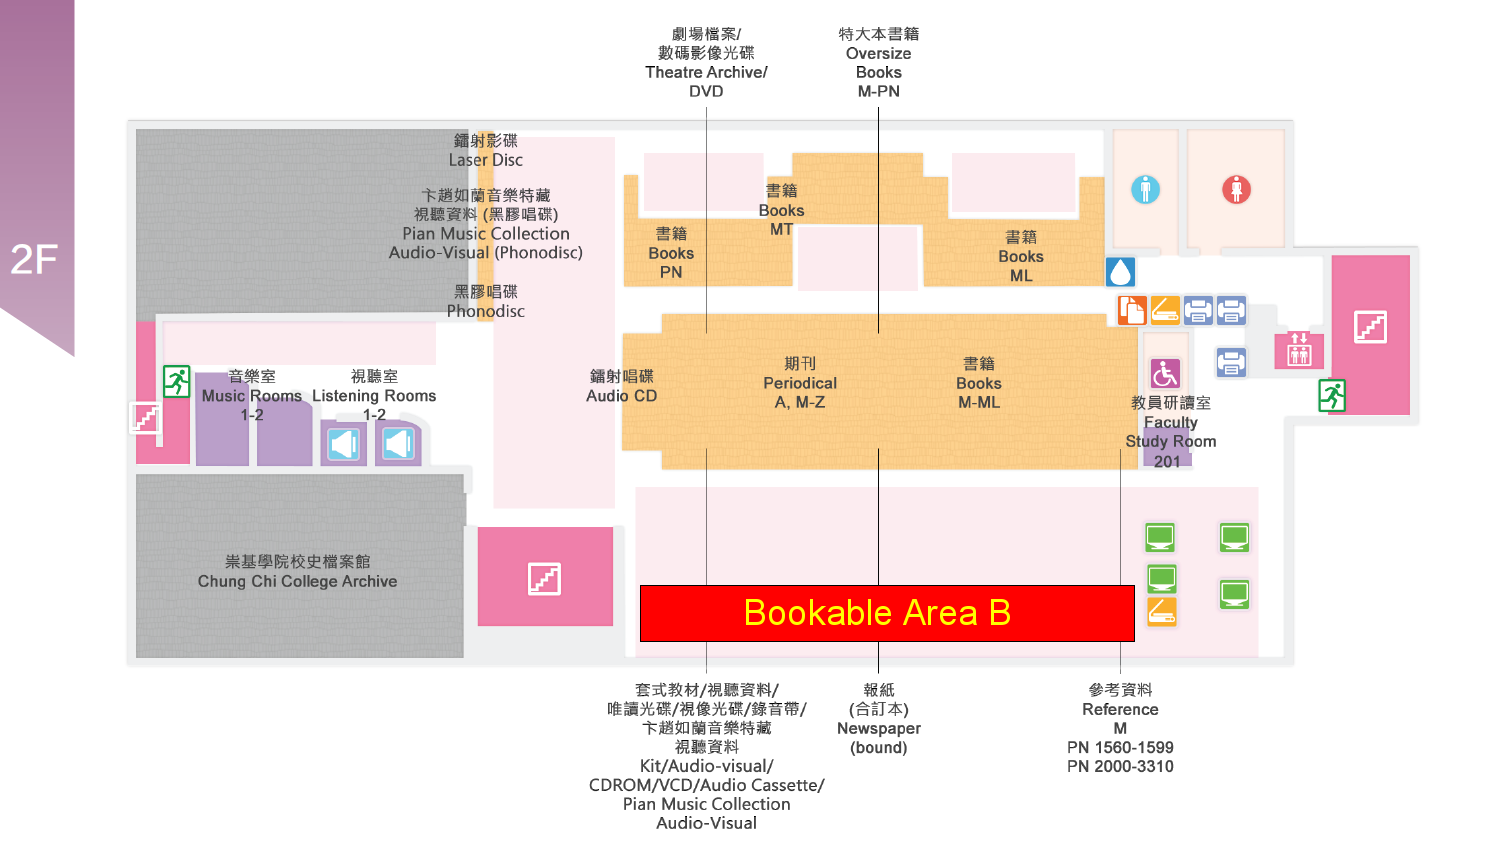 劇場檔案/
數碼影像光碟
Theatre Archive/
DVD
特大本書籍
Oversize
Books
M-PN
2F
鐳射影碟
Laser Disc
卞趙如蘭音樂特藏
視聽資料 (黑膠唱碟)
Pian Music Collection
Audio-Visual (Phonodisc)
黑膠唱碟
Phonodisc
書籍
Books
PN
書籍
Books
MT
書籍
Books
ML
音樂室
Music Rooms
1-2
視聽室
Listening Rooms
1-2
鐳射唱碟
Audio CD
期刊
Periodical
A, M-Z
書籍
Books
M-ML
教員研讀室
Faculty
Study Room
201
崇基學院校史檔案館
Chung Chi College Archive
Bookable Area B
套式教材/視聽資料/
唯讀光碟/視像光碟/錄音帶/
卞趙如蘭音樂特藏
視聽資料
Kit/Audio-visual/
CDROM/VCD/Audio Cassette/
Pian Music Collection
Audio-Visual
報紙
(合訂本)
Newspaper
(bound)
參考資料
Reference
M
PN 1560-1599
PN 2000-3310